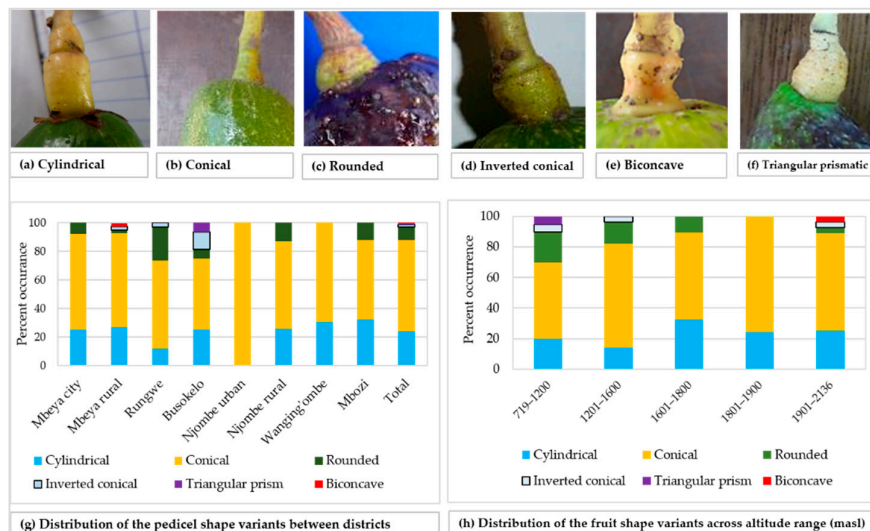 (a) Cylindrical
(b) Conical
(c) Rounded
(d) Inverted conical
(e) Biconcave
(f) Triangular prismatic
Percent occurance
100
80
60
40
20
0
Mbeya city
Mbeya rural
Rungwe
Busokelo
Njombe urban
Njombe rural
Wanging'ombe
Mbozi
Total
Cylindrical
Conical
Rounded
Inverted conical
Triangular prism
Biconcave
(g) Distribution of the pedicel shape variants between districts
Percent occurrence
100
80
60
40
20
0
719–1200
1201–1600
1601–1800
1801–1900
1901–2136
Cylindrical
Conical
Rounded
Inverted conical
Triangular prism
Biconcave
(h) Distribution of the fruit shape variants across altitude range (masl)